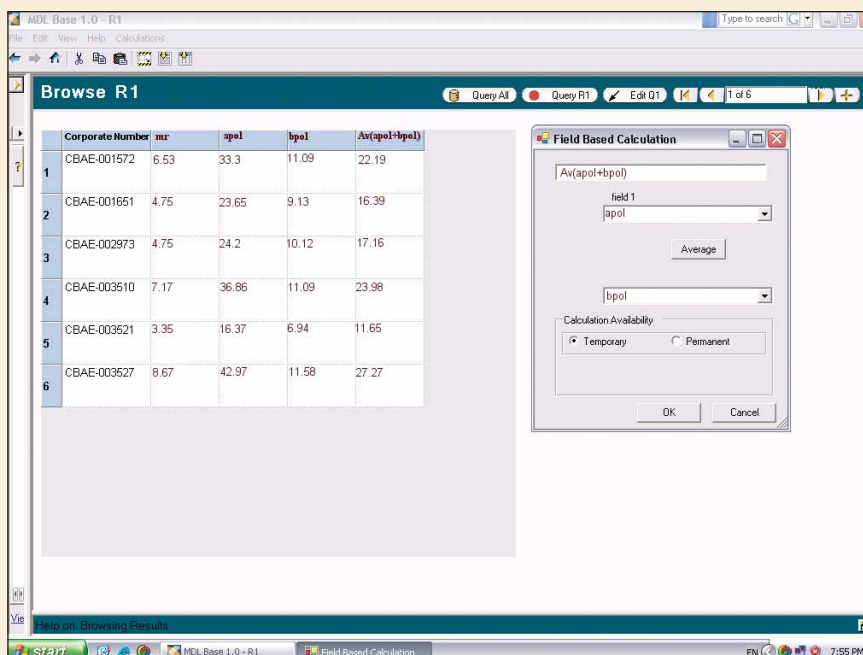 MDL Base 1.0 - R1
Type to search
File Edit View Help Calculations
Browse R1
Query All Query R1 Edit Q1 1 of 6
Corporate Number mr apol bpol Av(apol+bpol)
1 CBAE-001572 6.53 33.3 11.09 22.19
2 CBAE-001651 4.75 23.65 9.13 16.39
3 CBAE-002973 4.75 24.2 10.12 17.16
4 CBAE-003510 7.17 36.86 11.09 23.98
5 CBAE-003521 3.35 16.37 6.94 11.65
6 CBAE-003527 8.67 42.97 11.58 27.27
Field Based Calculation
Av(apol+bpol)
field 1
apol
Average
bpol
Calculation Availability
Temporary Permanent
OK Cancel
Vie
Help on: Browsing Results
start MDL Base 1.0 - R1 Field Based Calculation EN 7:55 PM